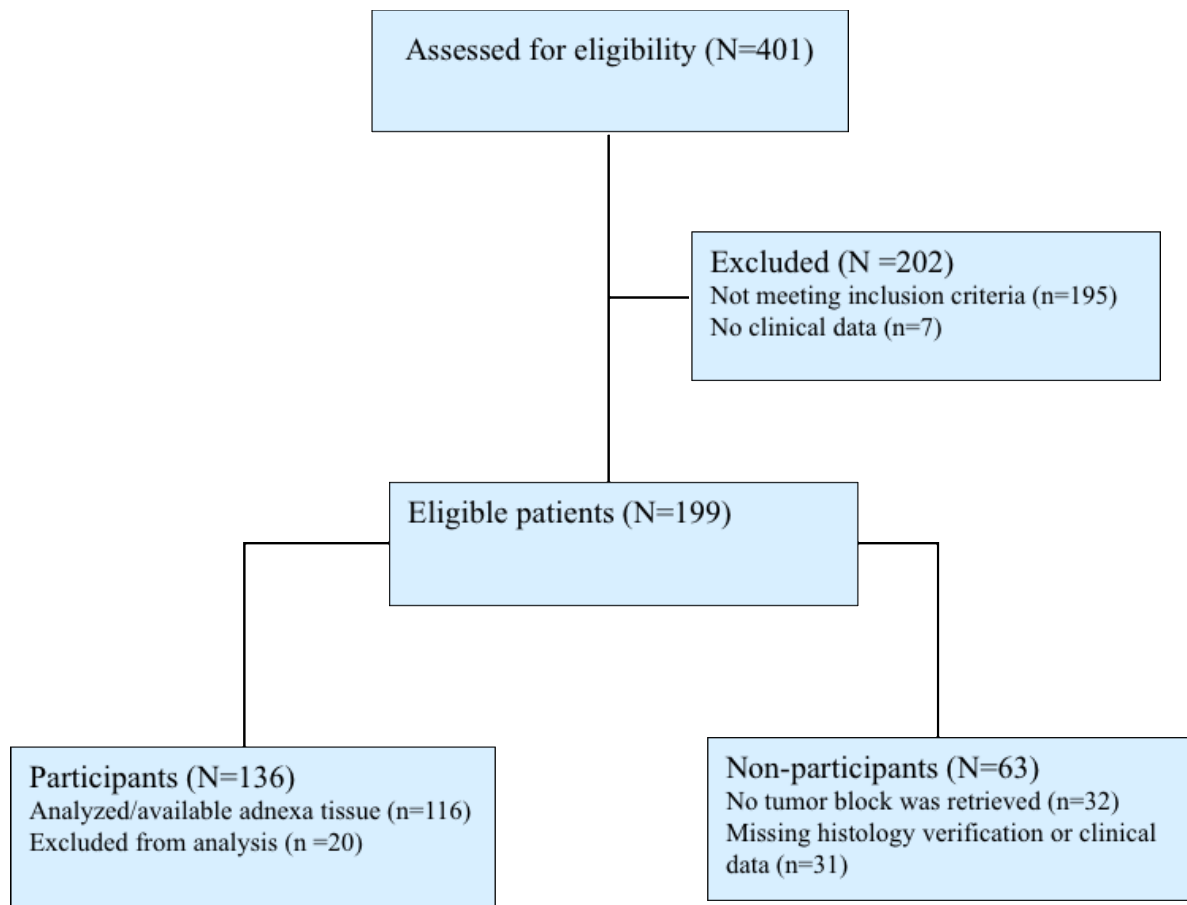 Assessed for eligibility (N=401)
Excluded (N =202)
Not meeting inclusion criteria (n=195)
No clinical data (n=7)
Eligible patients (N=199)
Participants (N=136)
Analyzed/available adnexa tissue (n=116)
Excluded from analysis (n =20)
Non-participants (N=63)
No tumor block was retrieved (n=32)
Missing histology verification or clinical
data (n=31)